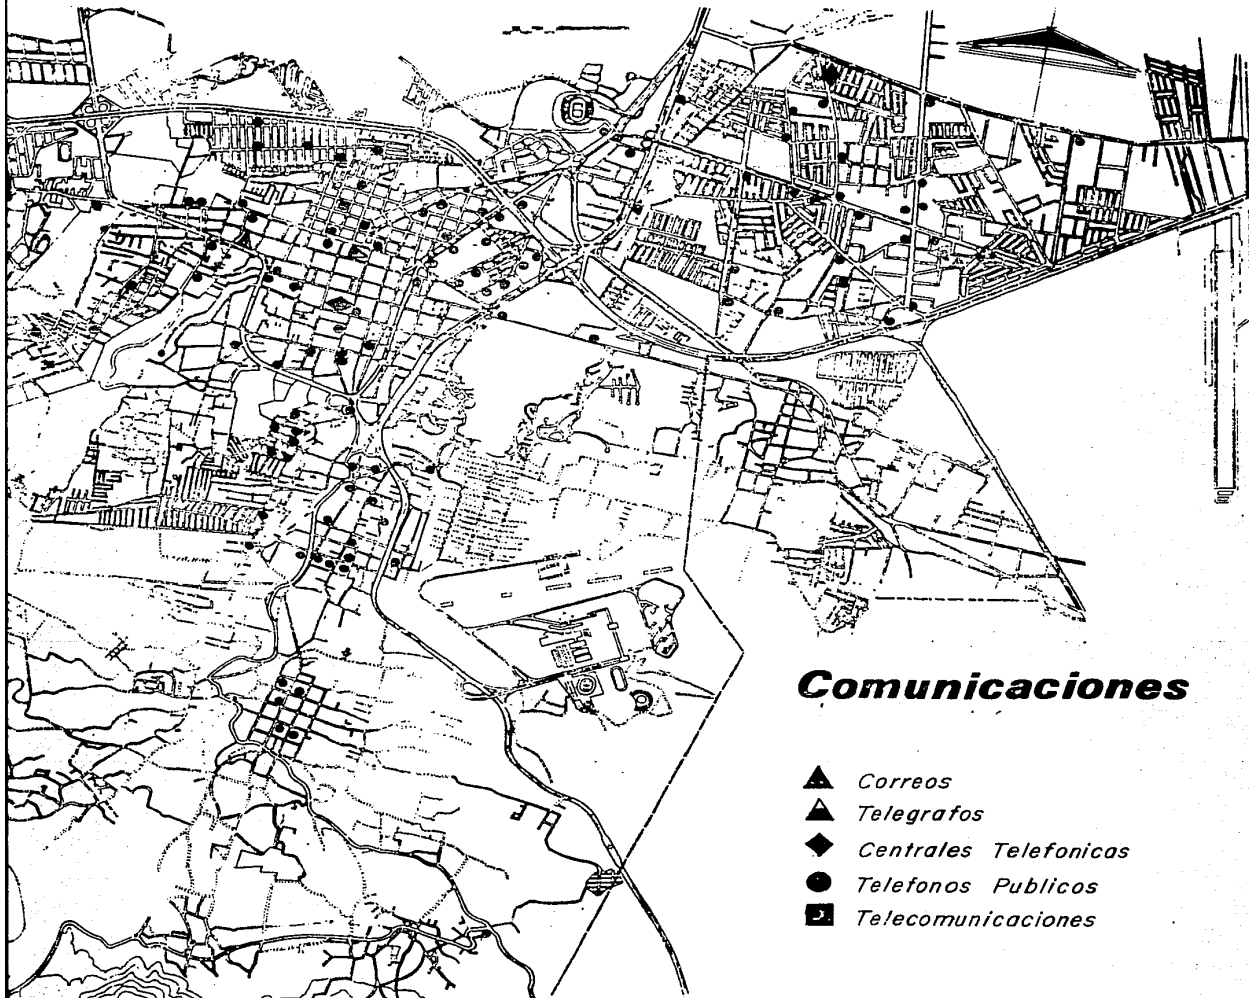 Comunicaciones
Correos
Telegrafos
Centrales Telefonicas
Telefonos Publicos
Telecomunicaciones